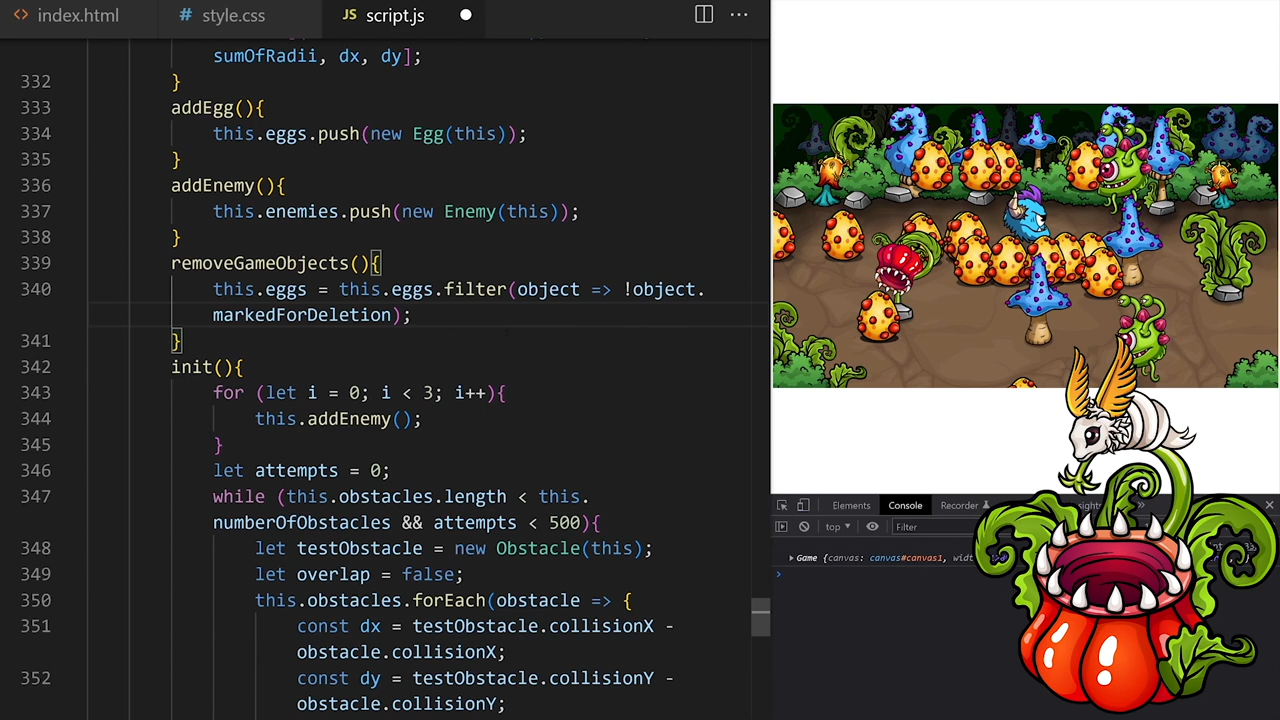 index.html
# style.css
JS script.js
sumOfRadii, dx, dy];
332 }
333 addEgg(){
334 this.eggs.push(new Egg(this));
335 }
336 addEnemy(){
337 this.enemies.push(new Enemy(this));
338 }
339 removeGameObjects(){
340 this.eggs = this.eggs.filter(object => !object.
markedForDeletion);
341 }
342 init(){
343 for (let i = 0; i < 3; i++){
344 this.addEnemy();
345 }
346 let attempts = 0;
347 while (this.obstacles.length < this.
numberOfObstacles && attempts < 500){
348 let testObstacle = new Obstacle(this);
349 let overlap = false;
350 this.obstacles.forEach(obstacle => {
351 const dx = testObstacle.collisionX -
obstacle.collisionX;
352 const dy = testObstacle.collisionY -
obstacle.collisionY;
Elements Console Recorder
top Filter
Game {canvas: canvas#canvas1,